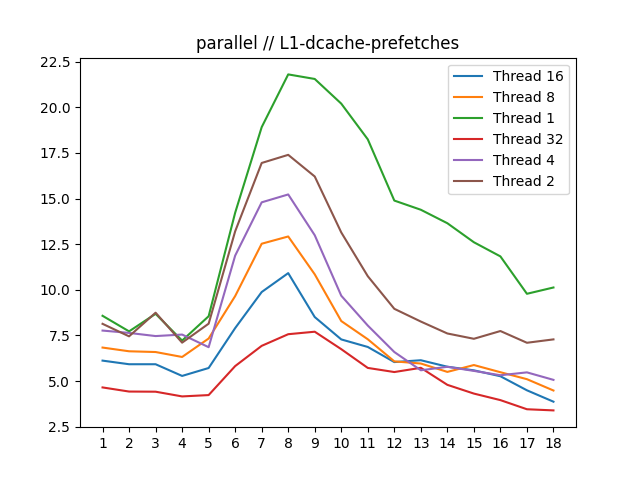 parallel // L1-dcache-prefetches
22.5
20.0
17.5
15.0
12.5
10.0
7.5
5.0
2.5
Thread 16
Thread 8
Thread 1
Thread 32
Thread 4
Thread 2
1 2 3 4 5 6 7 8 9 10 11 12 13 14 15 16 17 18